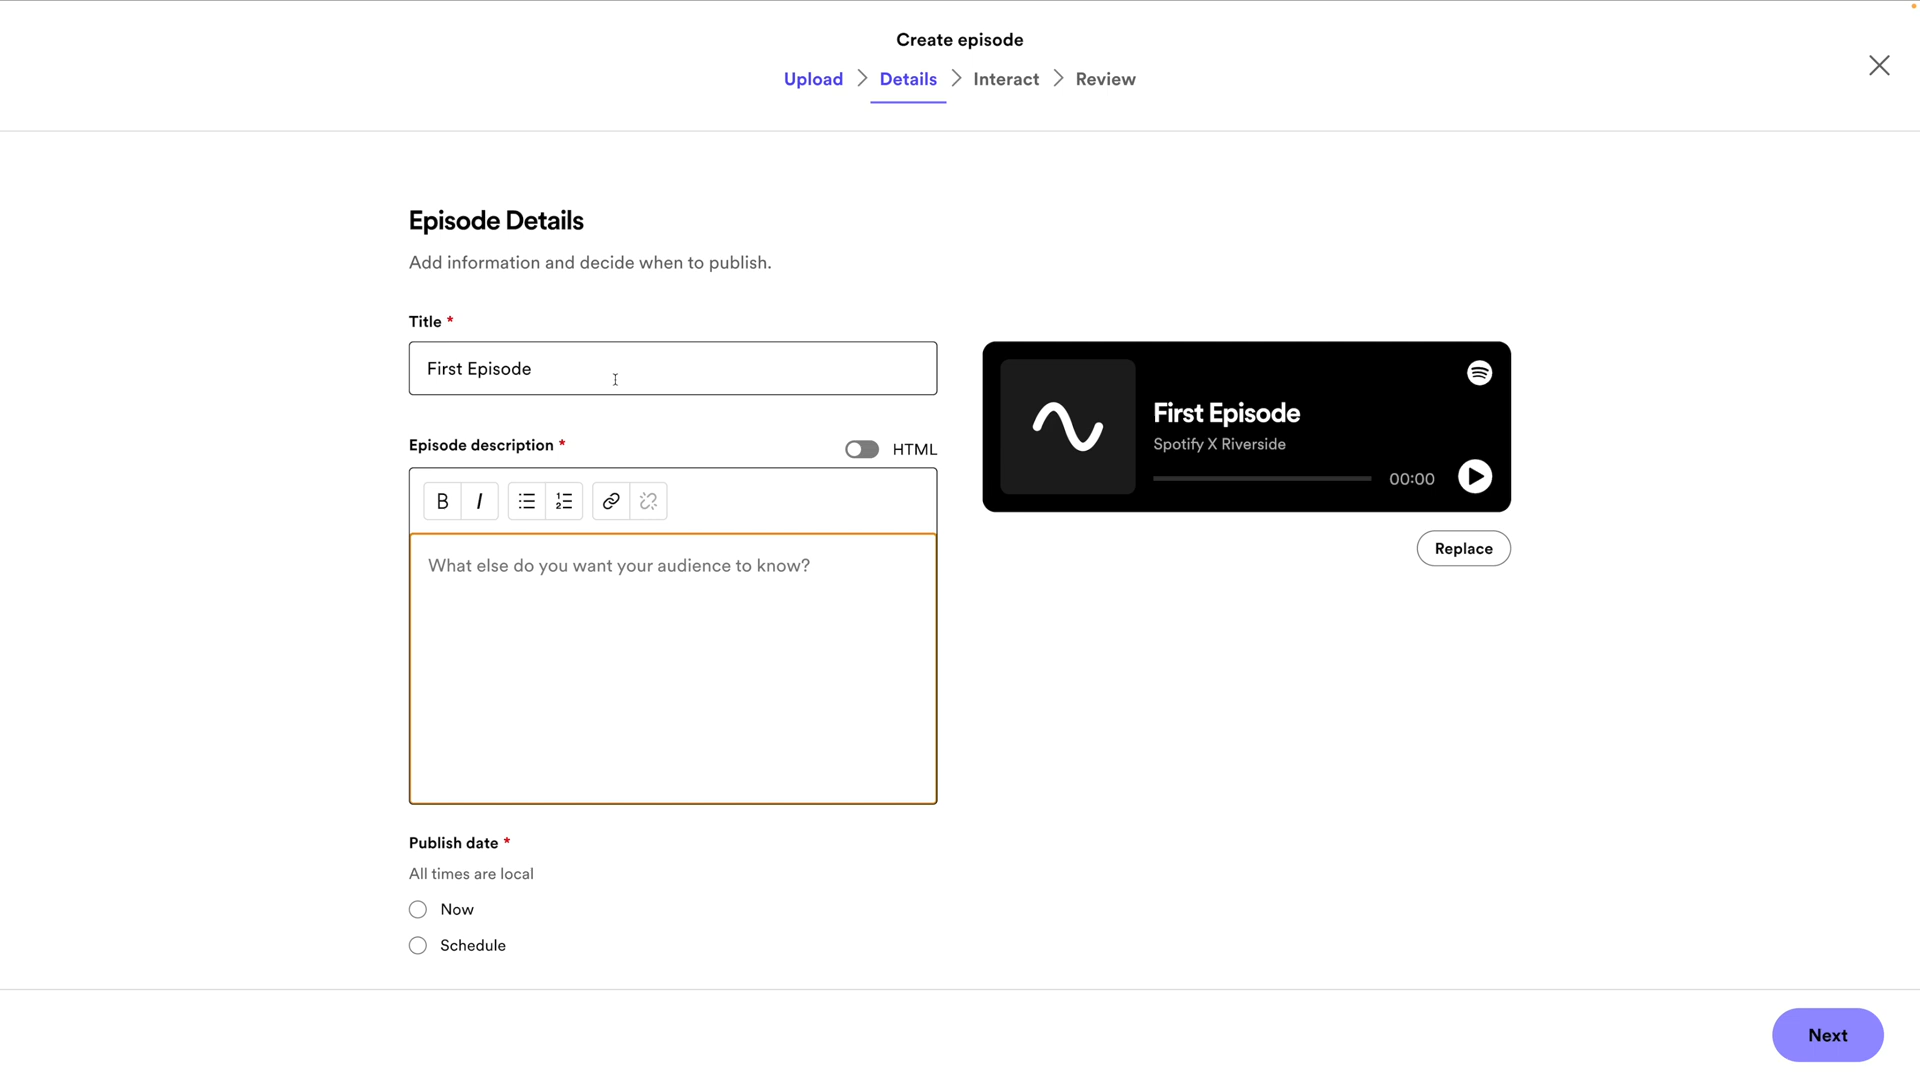 Create episode
Upload > Details > Interact > Review
Episode Details
Add information and decide when to publish.
Title *
First Episode
Episode description *
HTML
B I
What else do you want your audience to know?
First Episode
Spotify X Riverside
00:00
Replace
Publish date *
All times are local
Now
Schedule
Next